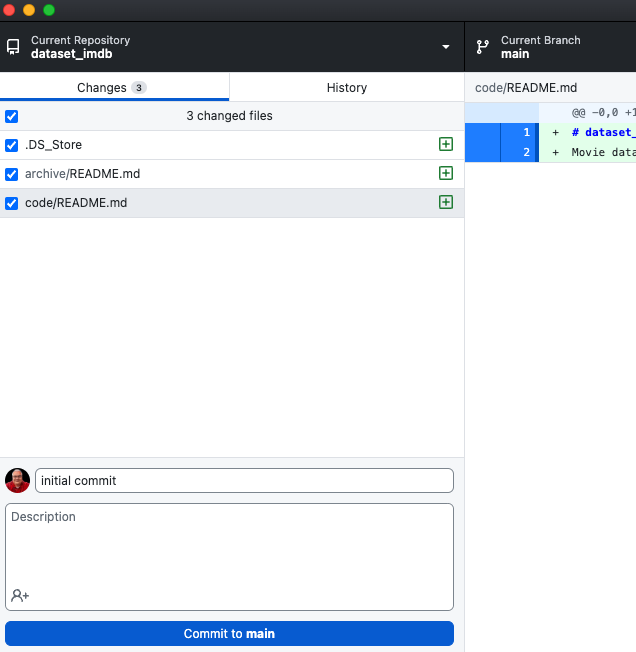 Current Repository
dataset_imdb
Current Branch
main
Changes 3
History
code/README.md
3 changed files
@@ -0,0 +1
.DS_Store
1 + # dataset_
archive/README.md
2 + Movie data
code/README.md
initial commit
Description
Commit to main